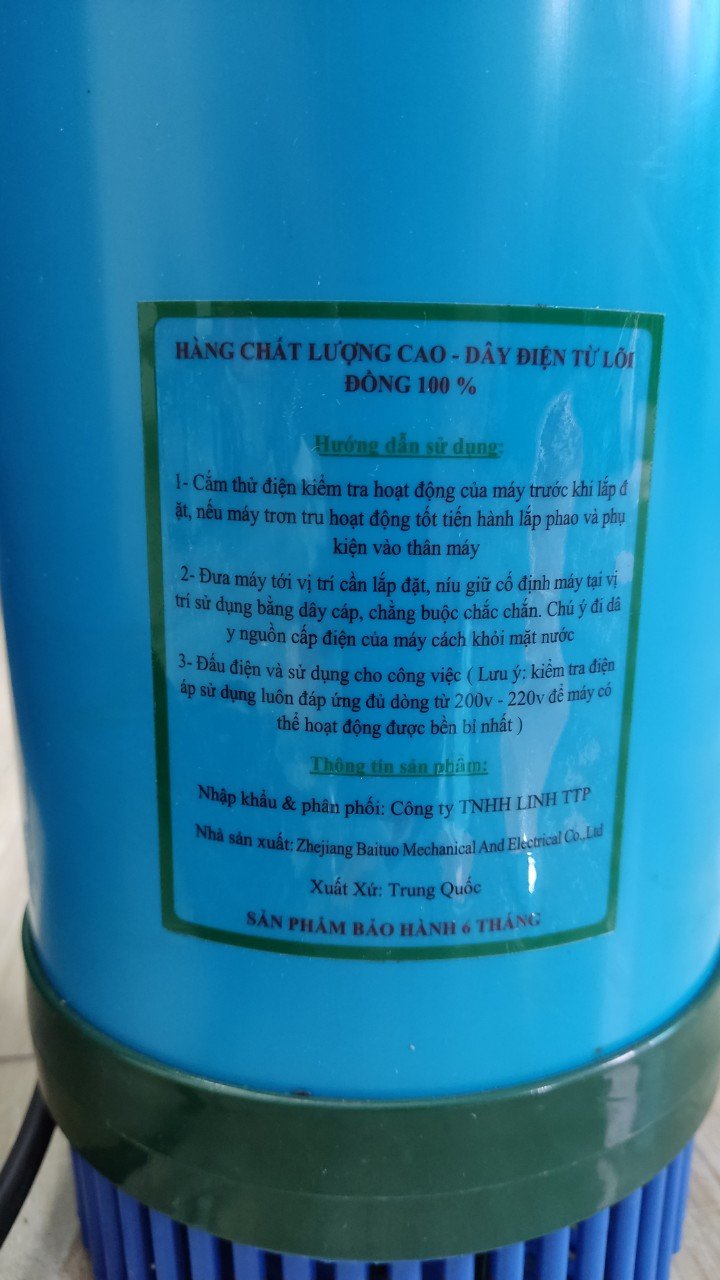 HÀNG CHẤT LƯỢNG CAO - DÂY ĐIỆN TỪ LÕI
ĐỒNG 100 %
Hướng dẫn sử dụng:
1- Cắm thử điện kiểm tra hoạt động của máy trước khi lắp đ
ặt, nếu máy trơn tru hoạt động tốt tiến hành lắp phao và phụ
kiện vào thân máy
2- Đưa máy tới vị trí cần lắp đặt, níu giữ cố định máy tại vị
trí sử dụng bằng dây cáp, chằng buộc chắc chắn. Chú ý đi dâ
y nguồn cấp điện của máy cách khỏi mặt nước
3- Đấu điện và sử dụng cho công việc ( Lưu ý: kiểm tra điện
áp sử dụng luôn đáp ứng đủ dòng từ 200v - 220v để máy có
thể hoạt động được bền bỉ nhất )
Thông tin sản phẩm:
Nhập khẩu & phân phối: Công ty TNHH LINH TTP
Nhà sản xuất: Zhejiang Baituo Mechanical And Electrical Co.,Ltd
Xuất Xứ: Trung Quốc
SẢN PHẨM BẢO HÀNH 6 THÁNG